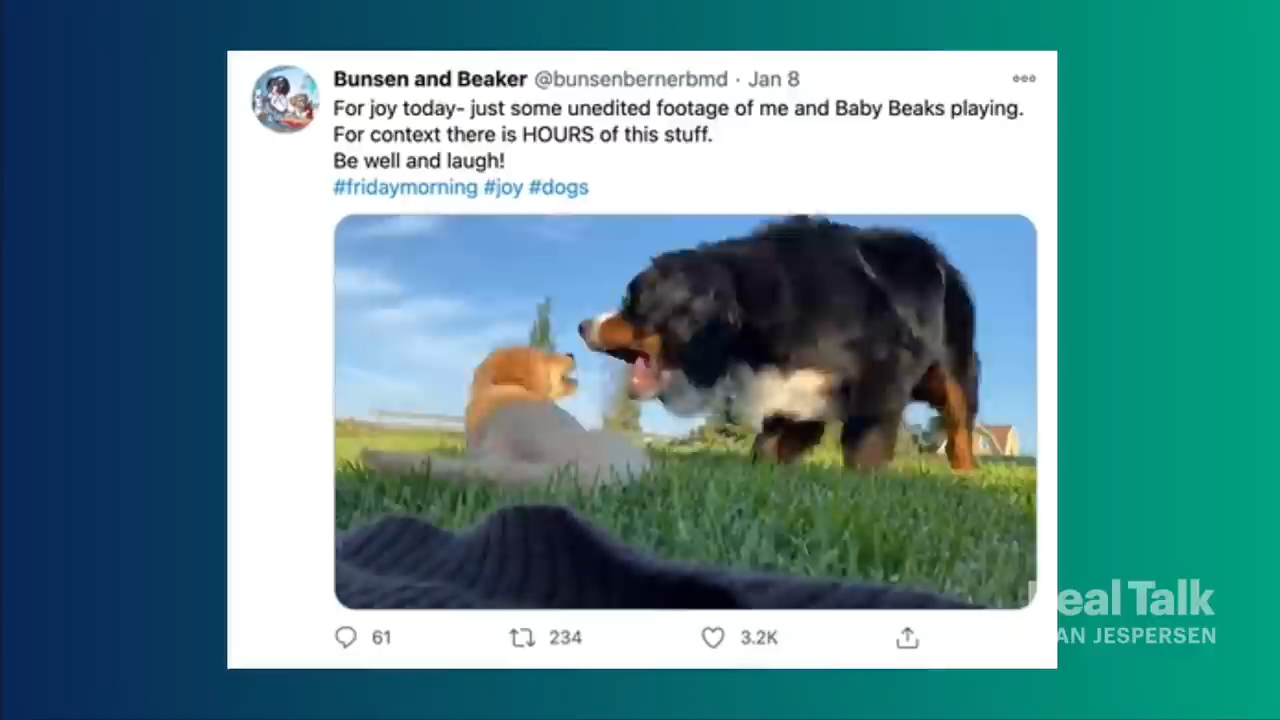 Bunsen and Beaker @bunsenbernerbmd · Jan 8
For joy today- just some unedited footage of me and Baby Beaks playing.
For context there is HOURS of this stuff.
Be well and laugh!
#fridaymorning #joy #dogs
61 234 3.2K
eal Talk
AN JESPERSEN